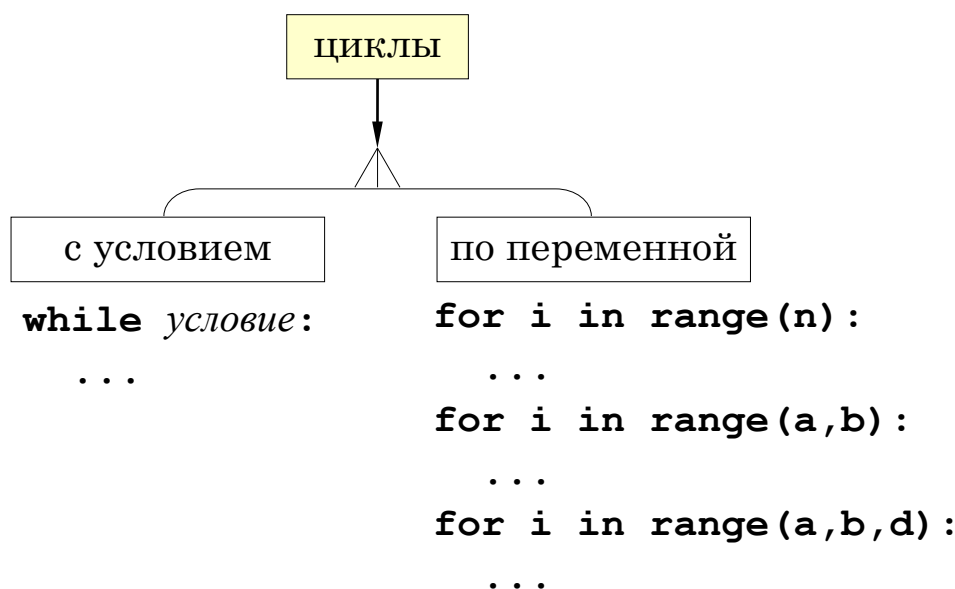 циклы
с условием
while условие:
...
по переменной
for i in range(n):
...
for i in range(a,b):
...
for i in range(a,b,d):
...